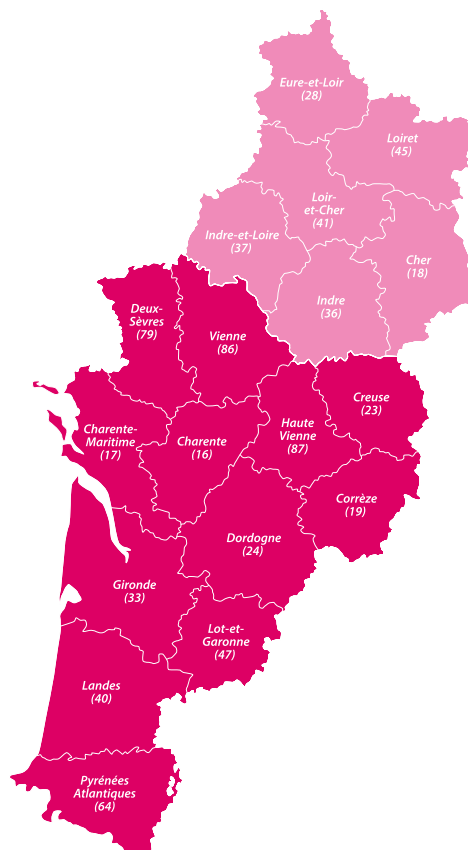 Eure-et-Loir
(28)
Loiret
(45)
Loir-
et-Cher
(41)
Indre-et-Loire
(37)
Cher
(18)
Indre
(36)
Deux-
Sèvres
(79)
Vienne
(86)
Creuse
(23)
Charente-
Maritime
(17)
Charente
(16)
Haute
Vienne
(87)
Corrèze
(19)
Dordogne
(24)
Gironde
(33)
Lot-et-
Garonne
(47)
Landes
(40)
Pyrénées
Atlantiques
(64)